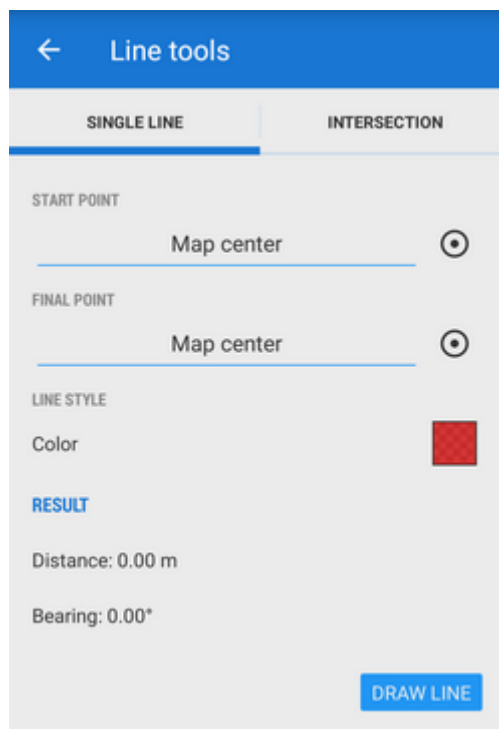 Line tools
SINGLE LINE
INTERSECTION
START POINT
Map center
FINAL POINT
Map center
LINE STYLE
Color
RESULT
Distance: 0.00 m
Bearing: 0.00°
DRAW LINE